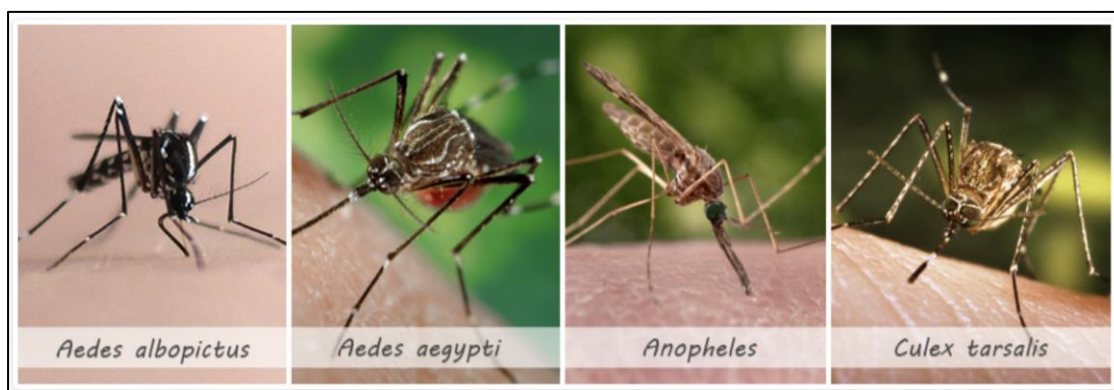 Aedes albopictus
Aedes aegypti
Anopheles
Culex tarsalis